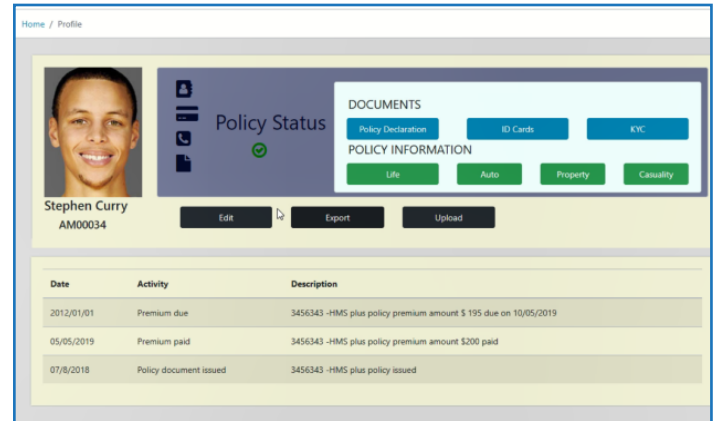 Home / Profile
Policy Status
DOCUMENTS
Policy Declaration ID Cards KYC
POLICY INFORMATION
Life Auto Property Casuality
Stephen Curry
AM00034
Edit Export Upload
Date Activity Description
2012/01/01 Premium due 3456343 -HMS plus policy premium amount $ 195 due on 10/05/2019
05/05/2019 Premium paid 3456343 -HMS plus policy premium amount $200 paid
07/8/2018 Policy document issued 3456343 -HMS plus policy issued